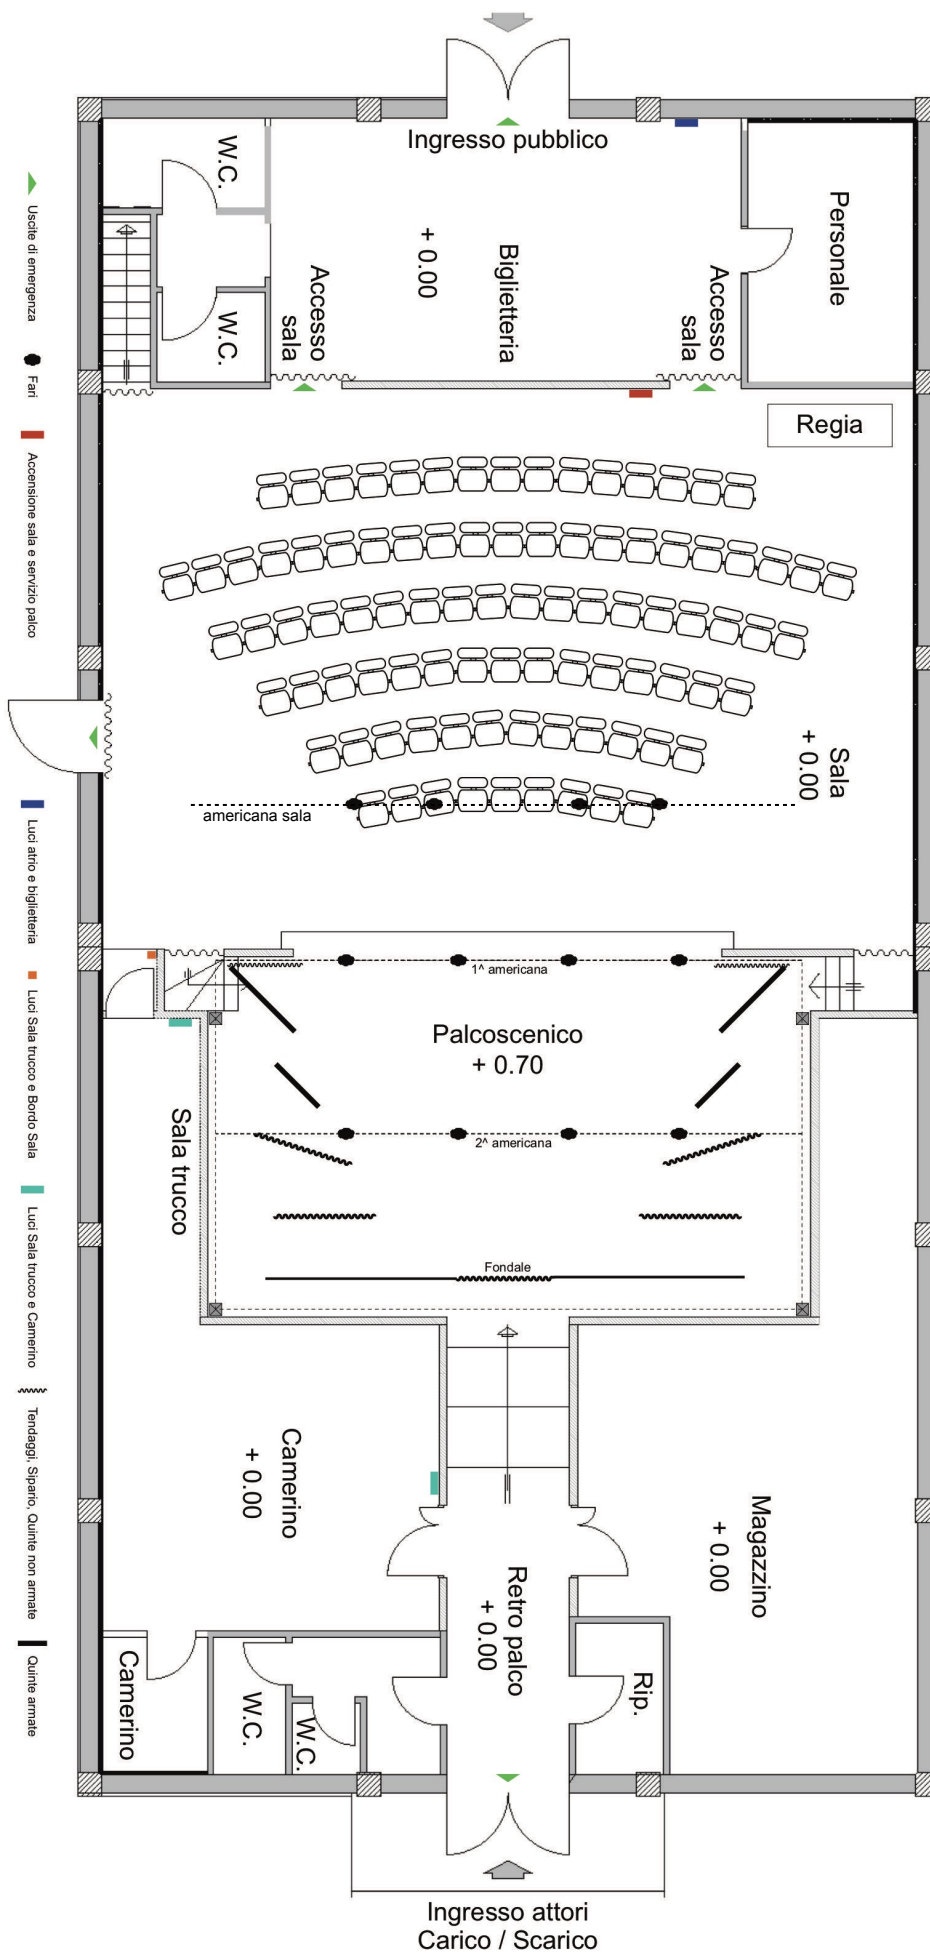 Ingresso pubblico
W.C.
Personale
+ 0.00
Biglietteria
Accesso
sala
Accesso
sala
W.C.
Regia
Sala
+ 0.00
americana sala
1^ americana
Palcoscenico
+ 0.70
2^ americana
Sala trucco
Fondale
Camerino
+ 0.00
Magazzino
+ 0.00
Retro palco
+ 0.00
Camerino
W.C.
W.C.
Rip.
Ingresso attori
Carico / Scarico
Uscite di emergenza
Fari
Accensione sala e servizio palco
Luci atrio e biglietteria
Luci Sala trucco e Bordo Sala
Luci Sala trucco e Camerino
Tendaggi, Sipario, Quinte non armate
Quinte armate